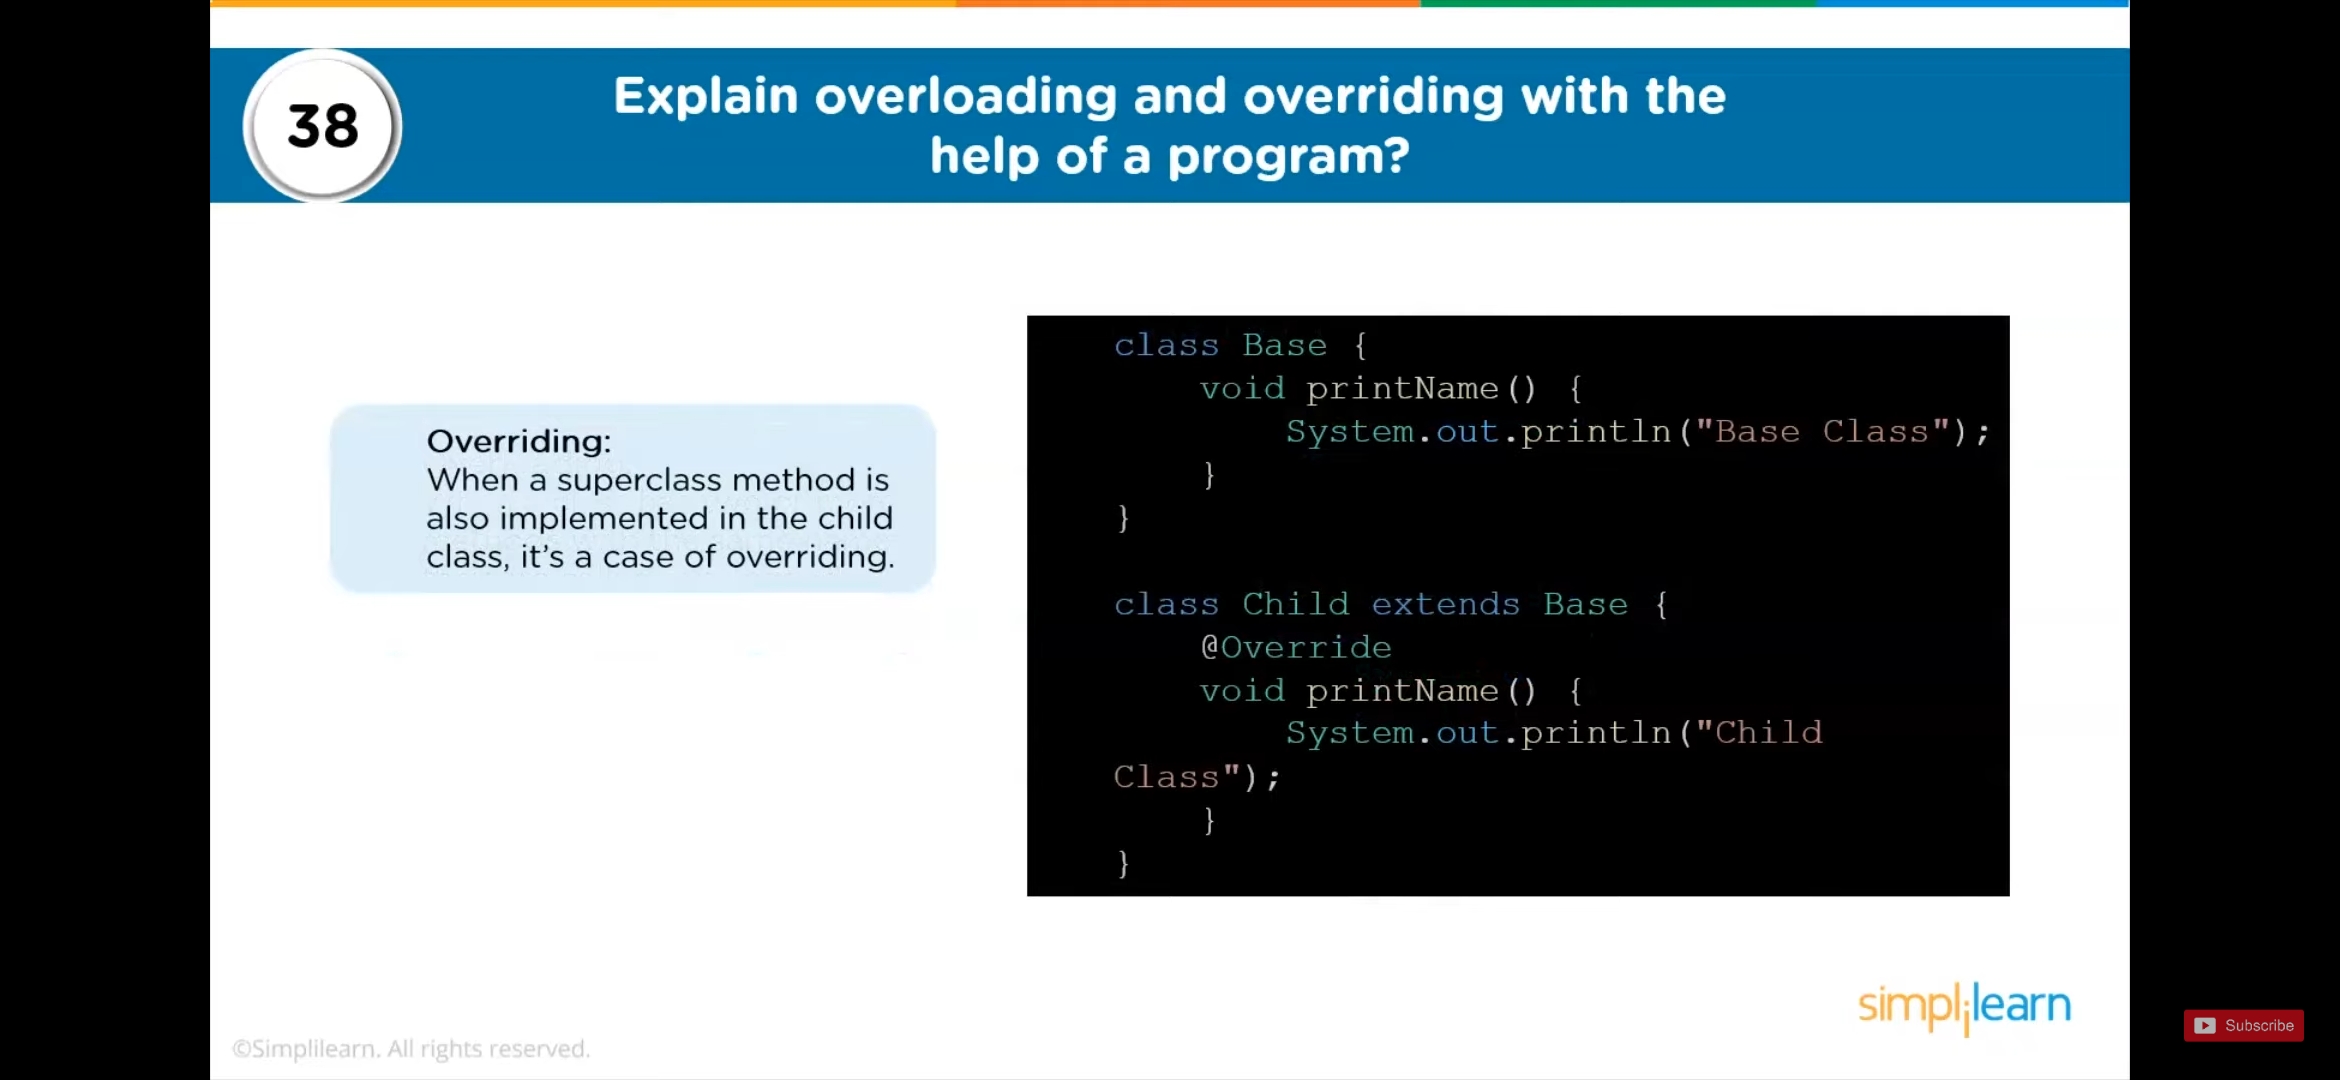 38
Explain overloading and overriding with the
help of a program?
Overriding:
When a superclass method is
also implemented in the child
class, it’s a case of overriding.
class Base {
void printName() {
System.out.println("Base Class");
}
}
class Child extends Base {
@Override
void printName() {
System.out.println("Child
Class");
}
}
simplilearn
©Simplilearn. All rights reserved.
Subscribe